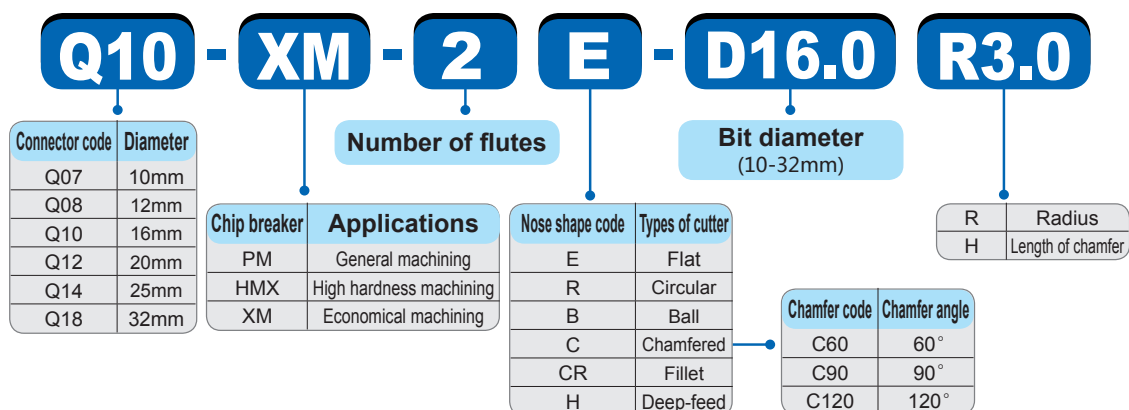 Q10 - XM - 2 E - D16.0 R3.0
Connector code Diameter
Q07 10mm
Q08 12mm
Q10 16mm
Q12 20mm
Q14 25mm
Q18 32mm
Chip breaker Applications
PM General machining
HMX High hardness machining
XM Economical machining
Number of flutes
Nose shape code Types of cutter
E Flat
R Circular
B Ball
C Chamfered
CR Fillet
H Deep-feed
Bit diameter
(10-32mm)
Chamfer code Chamfer angle
C60 60°
C90 90°
C120 120°
R Radius
H Length of chamfer